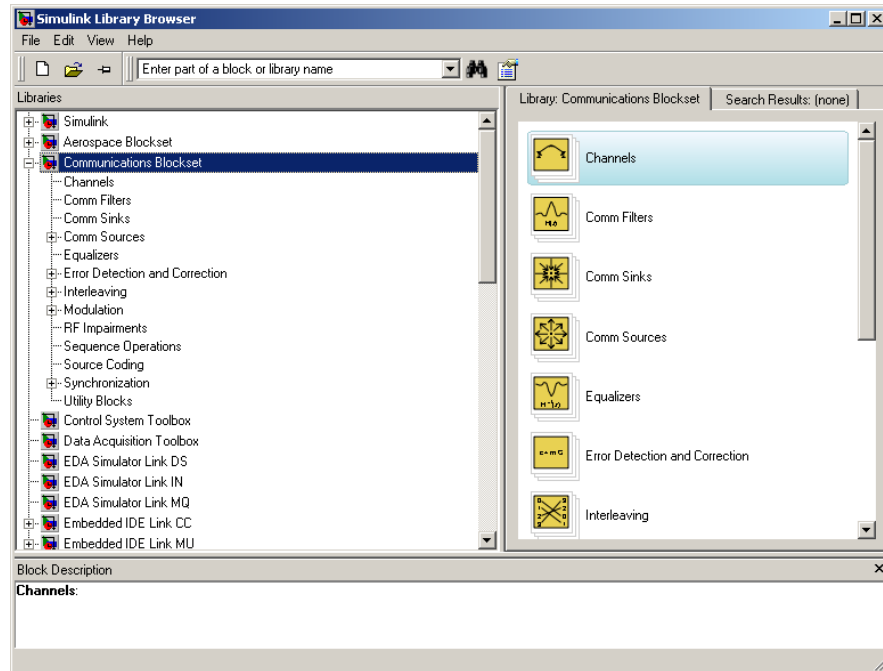 Simulink Library Browser
File Edit View Help
Enter part of a block or library name
Libraries
Simulink
Aerospace Blockset
Communications Blockset
Channels
Comm Filters
Comm Sinks
Comm Sources
Equalizers
Error Detection and Correction
Interleaving
Modulation
RF Impairments
Sequence Operations
Source Coding
Synchronization
Utility Blocks
Control System Toolbox
Data Acquisition Toolbox
EDA Simulator Link DS
EDA Simulator Link IN
EDA Simulator Link MQ
Embedded IDE Link CC
Embedded IDE Link MU
Library: Communications Blockset Search Results: (none)
Channels
Comm Filters
Comm Sinks
Comm Sources
Equalizers
c=mG
Error Detection and Correction
Interleaving
Block Description
Channels: